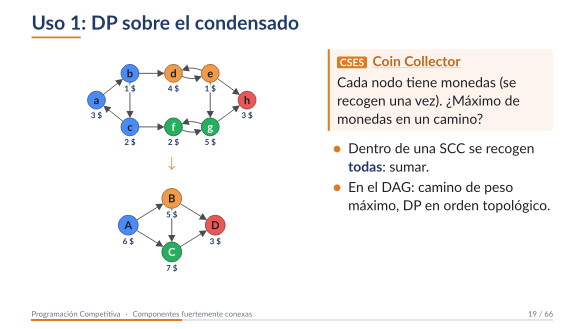 Uso 1: DP sobre el condensado
b d e
1 $ 4 $ 1 $
a h
3 $ 3 $
c f g
2 $ 2 $ 5 $
↓
B
5 $
A D
6 $ 3 $
C
7 $
CSES Coin Collector
Cada nodo tiene monedas (se
recogen una vez). ¿Máximo de
monedas en un camino?
• Dentro de una SCC se recogen
todas: sumar.
• En el DAG: camino de peso
máximo, DP en orden topológico.
Programación Competitiva · Componentes fuertemente conexas
19 / 66